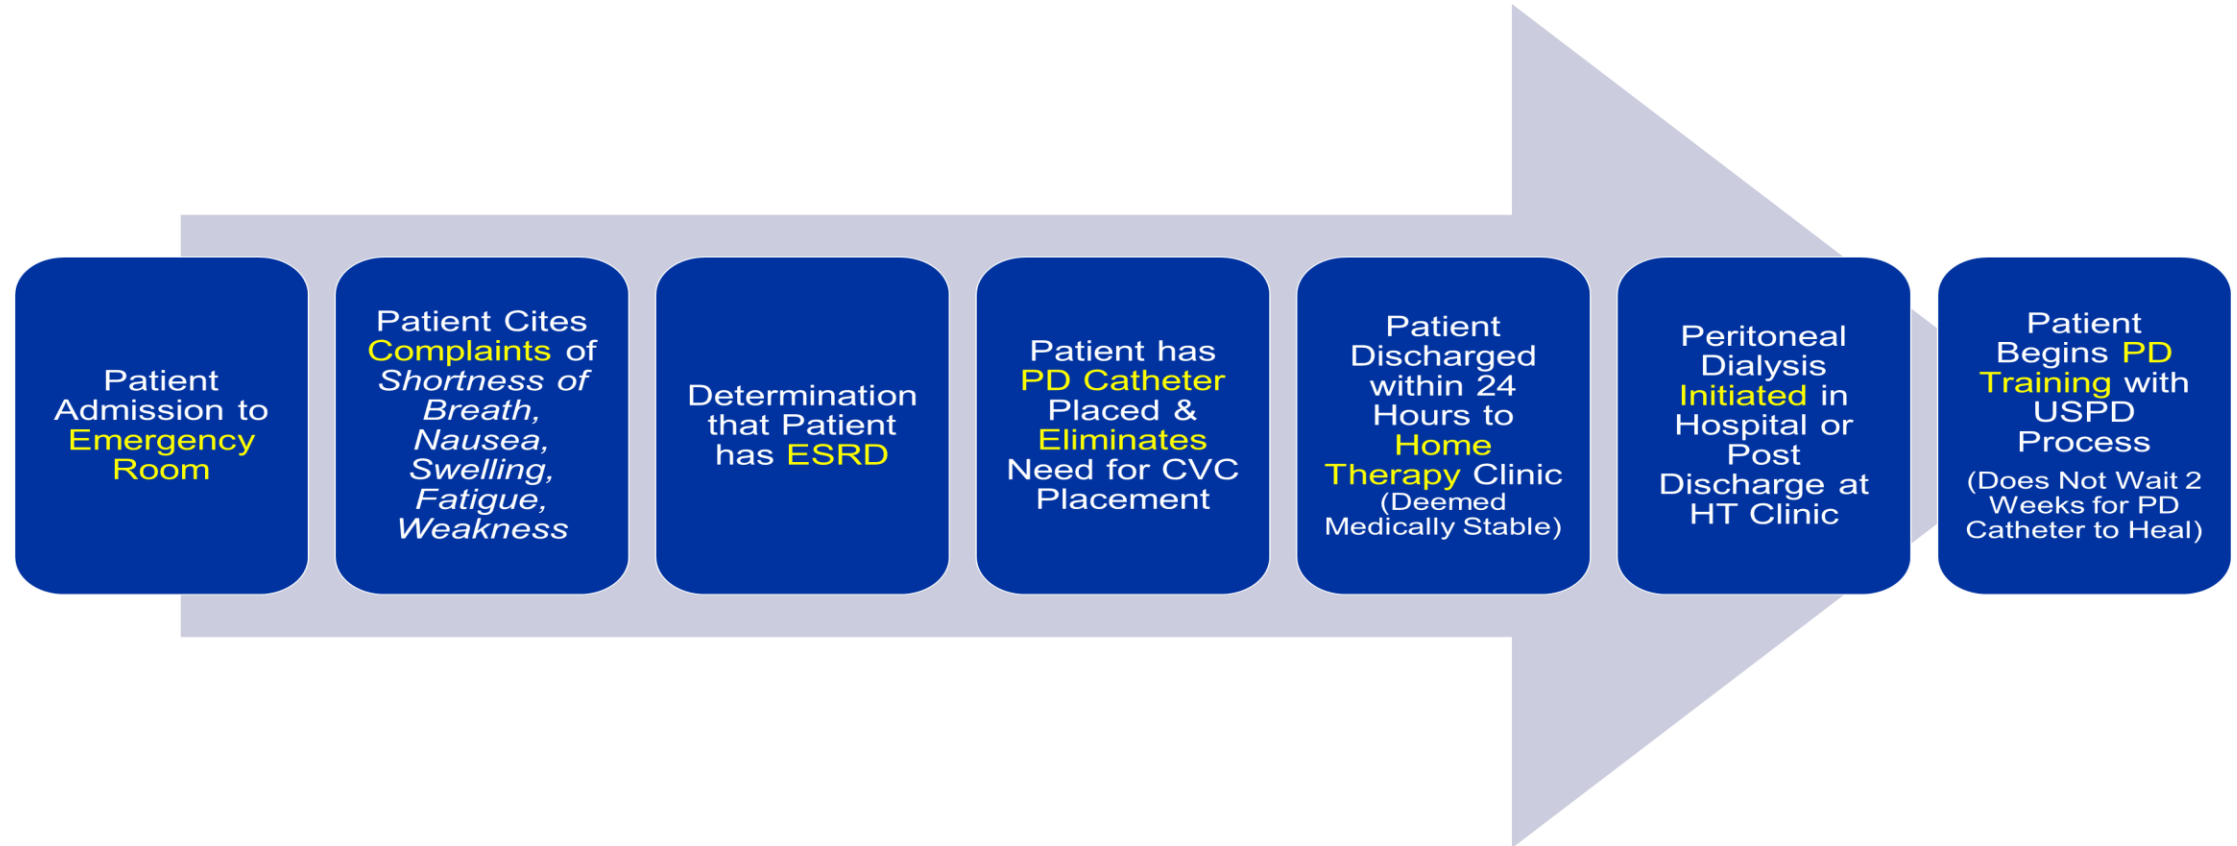 Patient
Admission to
Emergency
Room
Patient Cites
Complaints of
Shortness of
Breath,
Nausea,
Swelling,
Fatigue,
Weakness
Determination
that Patient
has ESRD
Patient has
PD Catheter
Placed &
Eliminates
Need for CVC
Placement
Patient
Discharged
within 24
Hours to
Home
Therapy Clinic
(Deemed
Medically Stable)
Peritoneal
Dialysis
Initiated in
Hospital or
Post
Discharge at
HT Clinic
Patient
Begins PD
Training with
USPD
Process
(Does Not Wait 2
Weeks for PD
Catheter to Heal)